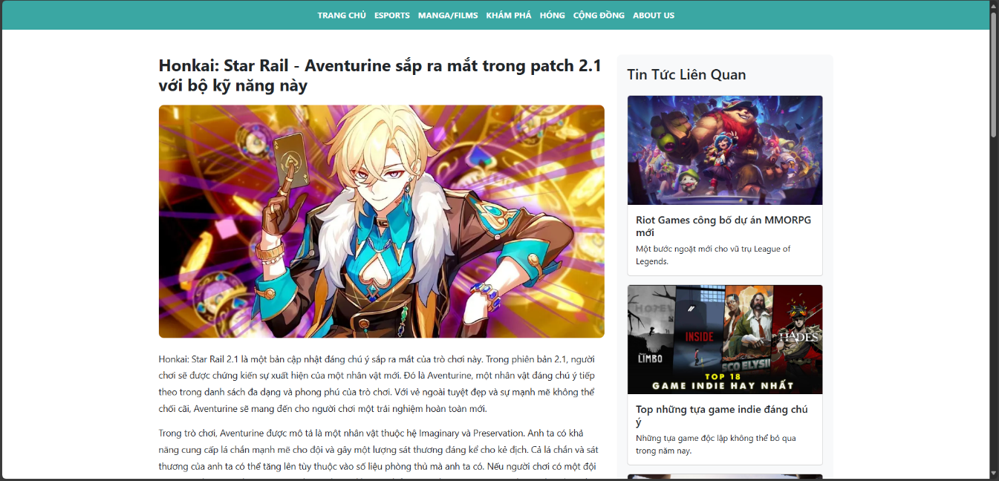 TRANG CHỦ ESPORTS MANGA/FILMS KHÁM PHÁ HÓNG CỘNG ĐỒNG ABOUT US
Honkai: Star Rail - Aventurine sắp ra mắt trong patch 2.1
với bộ kỹ năng này
Honkai: Star Rail 2.1 là một bản cập nhật đáng chú ý sắp ra mắt của trò chơi này. Trong phiên bản 2.1, người
chơi sẽ được chứng kiến sự xuất hiện của một nhân vật mới. Đó là Aventurine, một nhân vật đáng chú ý tiếp
theo trong danh sách đa dạng và phong phú của trò chơi. Với vẻ ngoài tuyệt đẹp và sự mạnh mẽ không thể
chối cãi, Aventurine sẽ mang đến cho người chơi một trải nghiệm hoàn toàn mới.
Trong trò chơi, Aventurine được mô tả là một nhân vật thuộc hệ Imaginary và Preservation. Anh ta có khả
năng cung cấp lá chắn mạnh mẽ cho đội và gây một lượng sát thương đáng kể cho kẻ địch. Cả lá chắn và sát
thương của anh ta có thể tăng lên tùy thuộc vào số liệu phòng thủ mà anh ta có. Nếu người chơi có một đội
Tin Tức Liên Quan
Riot Games công bố dự án MMORPG
mới
Một bước ngoặt mới cho vũ trụ League of
Legends.
LIMBO
INSIDE
SCO ELYSI
HADES
TOP 18
GAME INDIE HAY NHẤT
Top những tựa game indie đáng chú
ý
Những tựa game độc lập không thể bỏ qua
trong năm nay.